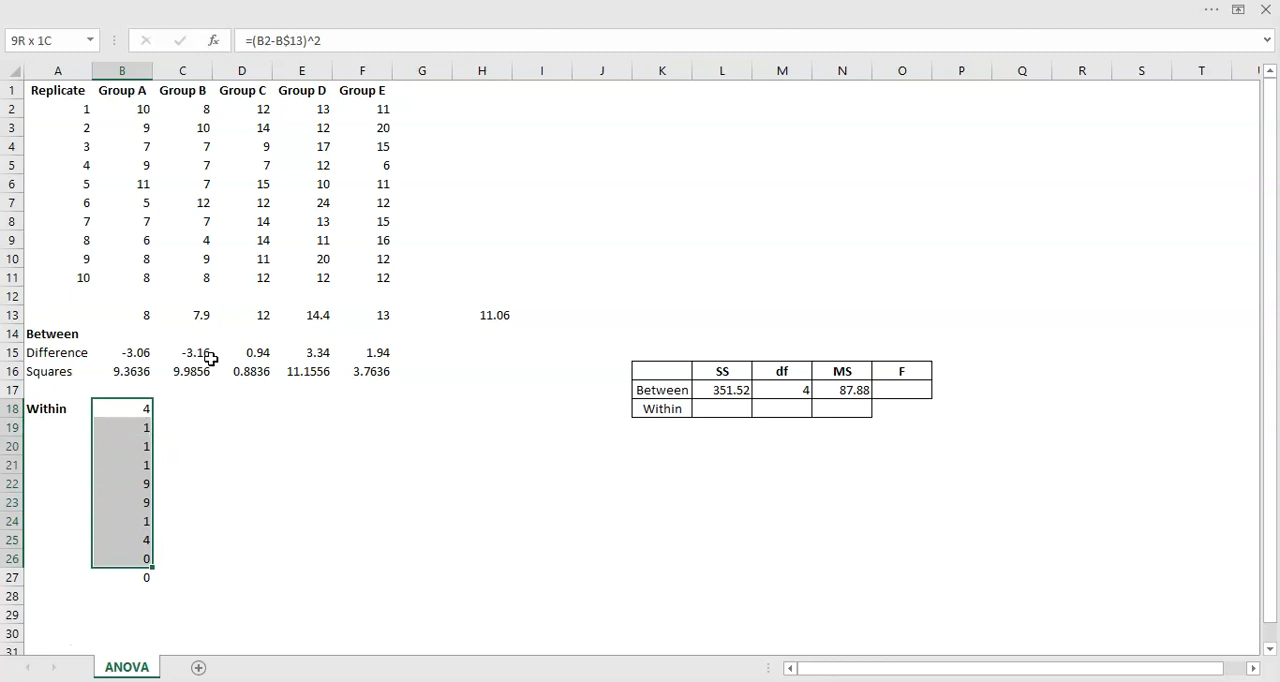 9R x 1C fx =(B2-B$13)^2
A B C D E F G H I J K L M N O P Q R S T
1 Replicate Group A Group B Group C Group D Group E
2 1 10 8 12 13 11
3 2 9 10 14 12 20
4 3 7 7 9 17 15
5 4 9 7 7 12 6
6 5 11 7 15 10 11
7 6 5 12 12 24 12
8 7 7 7 14 13 15
9 8 6 4 14 11 16
10 9 8 9 11 20 12
11 10 8 8 12 12 12
12
13 8 7.9 12 14.4 13 11.06
14 Between
15 Difference -3.06 -3.16 0.94 3.34 1.94
16 Squares 9.3636 9.9856 0.8836 11.1556 3.7636 SS df MS F
17 Between 351.52 4 87.88
18 Within 4 Within
19 1
20 1
21 1
22 9
23 9
24 1
25 4
26 0
27 0
28
29
30
31
ANOVA